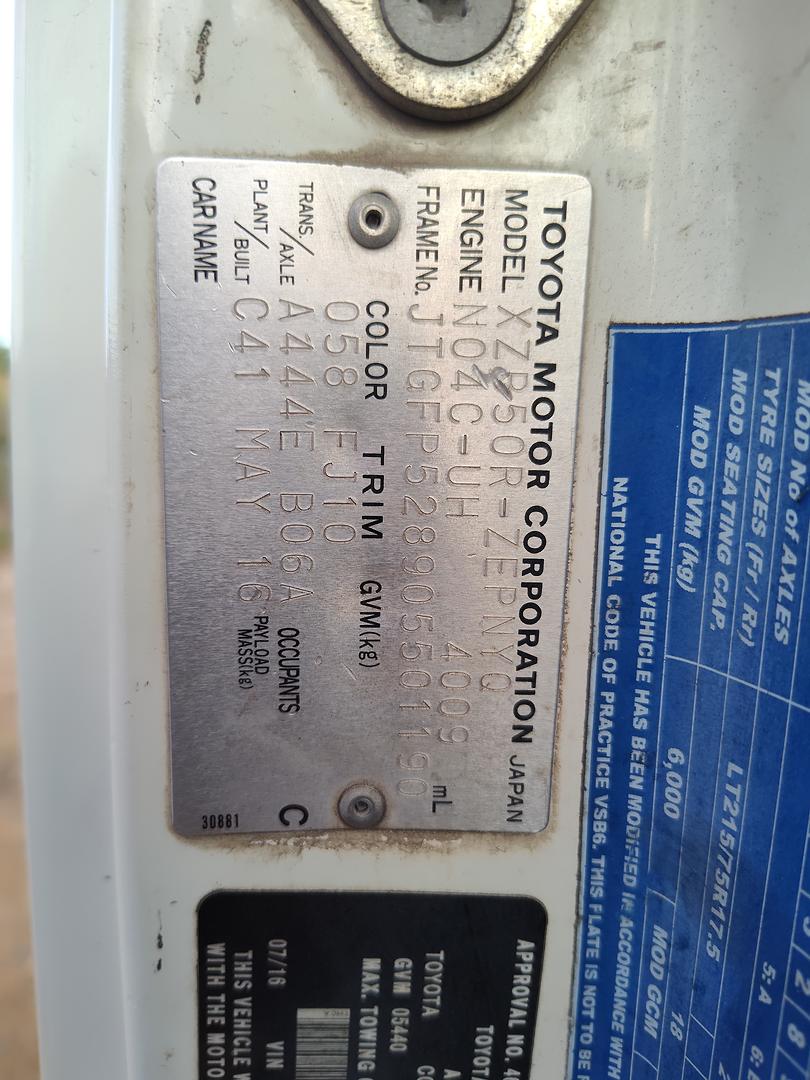 TOYOTA MOTOR CORPORATION JAPAN
MODEL XZB50R-ZEPNYQ
ENGINE N04C-UH 4009 mL
FRAME No. JTGFP528905501190
COLOR TRIM GVM(kg)
058 FJ10
TRANS./AXLE A444E B06A OCCUPANTS
PLANT/BUILT C41 MAY 16 PAYLOAD MASS(kg)
CAR NAME
C
30881
MOD No of AXLES
TYRE SIZES (Fr / Rr) LT215/75R17.5
MOD SEATING CAP.
MOD GVM (kg) 6,000 MOD GCM
THIS VEHICLE HAS BEEN MODIFIED IN ACCORDANCE WITH
NATIONAL CODE OF PRACTICE VSB6. THIS PLATE IS NOT TO BE
APPROVAL NO.
TOYOTA
GVM 05440
MAX. TOWING
07/16 VIN
THIS VEHICLE
WITH THE